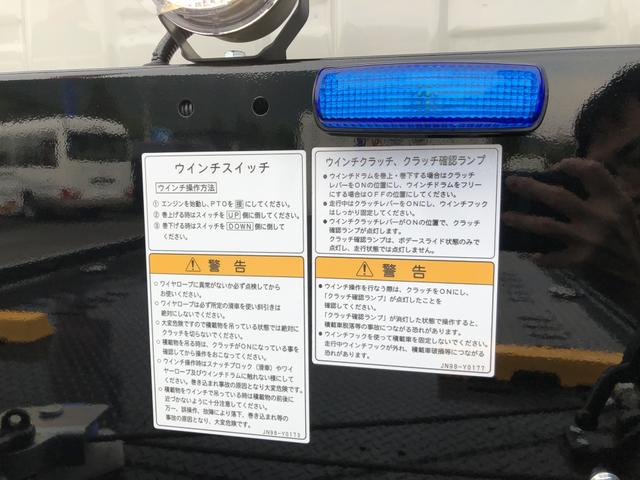 ウインチスイッチ
ウインチ操作方法
① エンジンを始動し、PTOを接にしてください。
② 巻上げる時はスイッチをUP側に倒してください。
③ 巻下げる時はスイッチをDOWN側に倒して
ください。
警告
○ ワイヤロープに異常がないか必ず点検してから
お使いください。
○ ワイヤロープは必ず所定の滑車を使い斜引きは
絶対にしないでください。
○ 大変危険ですので積載物を吊っている状態では絶対に
クラッチを切らないでください。
○ 積載物を吊る時は、クラッチがONになっている事を
確認してから操作をおこなってください。
○ ウインチ操作時はスナッチブロック(滑車)やワイ
ヤーロープ及びウインチドラムに触れない様にして
ください。巻き込まれ事故の原因となり大変危険です。
○ 積載物をウインチで吊っている時は積載物の前後に
近づかないように十分注意してください。
万一、誤操作、故障により落下、巻き込まれ等の
事故の原因となり、大変危険です。
JN98-Y0173
ウインチクラッチ、クラッチ確認ランプ
● ウインチドラムを巻上・巻下する場合はクラッチ
レバーをONの位置にし、ウインチドラムをフリー
にする場合はOFFの位置にしてください。
● 走行中はクラッチレバーをONにし、ウインチフック
はしっかり固定してください。
● ウインチクラッチレバーがONの位置で、クラッチ
確認ランプが点灯します。
クラッチ確認ランプは、ボデースライド状態のみで
点灯し、走行状態では点灯しません。
警告
● ウインチ操作を行なう際は、クラッチをONにし、
「クラッチ確認ランプ」が点灯したことを
確認してください。
「クラッチ確認ランプ」が消灯した状態で操作すると、
積載車脱落等の事故につながる恐れがあります。
● ウインチフックを使って積載車を固定しないでください。
走行中ウインチフックが外れ、積載車破損等につながる
恐れがあります。
JN98-Y0177